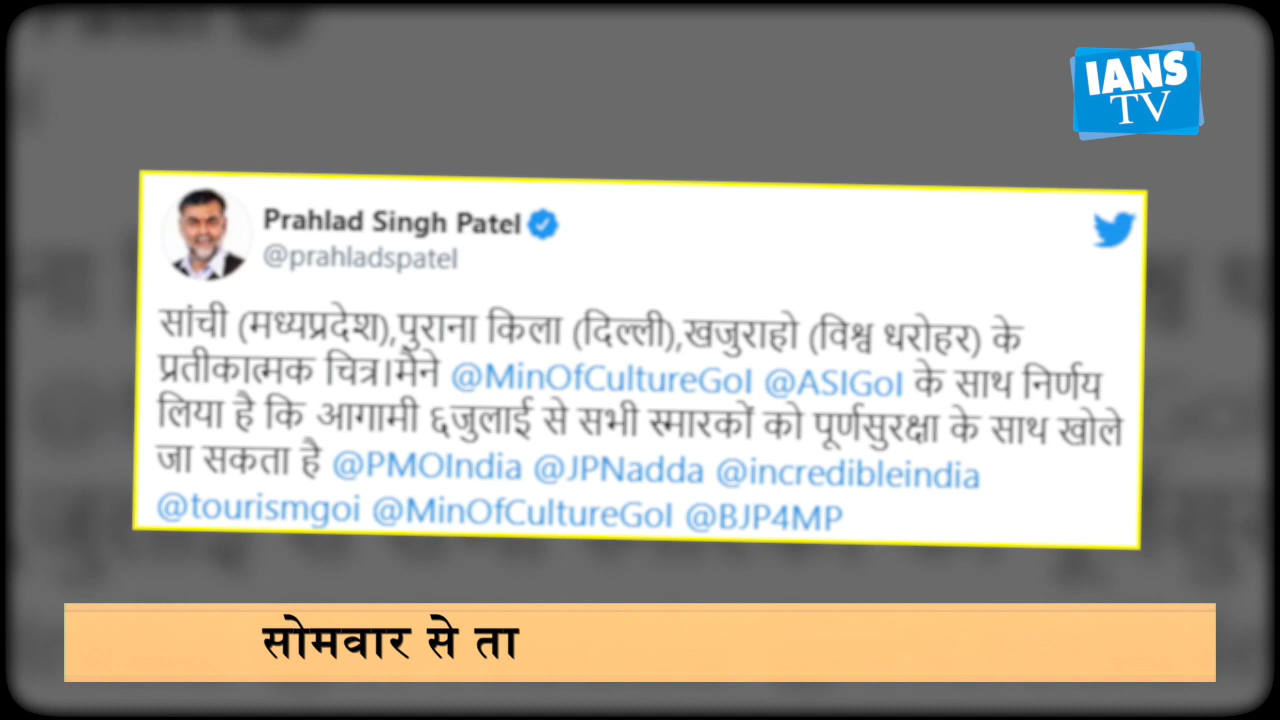 IANS
TV
Prahlad Singh Patel
@prahladspatel
सांची (मध्यप्रदेश),पुराना किला (दिल्ली),खजुराहो (विश्व धरोहर) के
प्रतीकात्मक चित्र।मैंने @MinOfCultureGoI @ASIGoI के साथ निर्णय
लिया है कि आगामी ६जुलाई से सभी स्मारकों को पूर्णसुरक्षा के साथ खोले
जा सकता है @PMOIndia @JPNadda @incredibleindia
@tourismgoi @MinOfCultureGoI @BJP4MP
सोमवार से ता